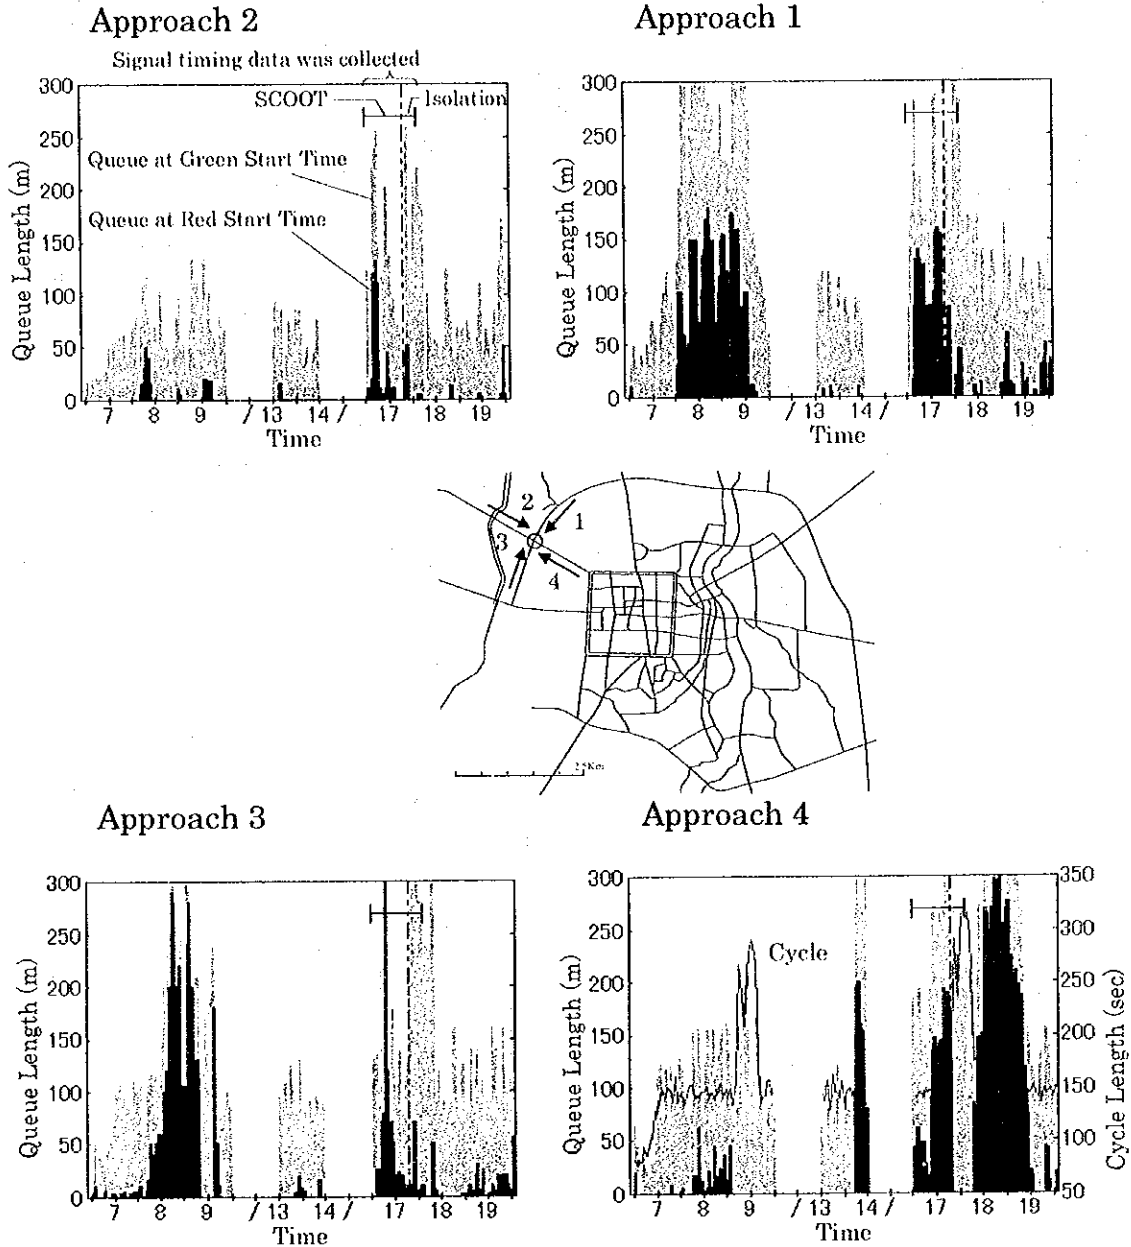 Approach 2
Approach 1
Signal timing data was collected
SCOOT
Isolation
Queue at Green Start Time
Queue at Red Start Time
Queue Length (m)
300
250
200
150
100
50
0
7 8 9 / 13 14 / 17 18 19
Time
Queue Length (m)
300
250
200
150
100
50
0
7 8 9 / 13 14 / 17 18 19
Time
2
1
3
4
2.5Km
Approach 3
Approach 4
Queue Length (m)
300
250
200
150
100
50
0
7 8 9 / 13 14 / 17 18 19
Time
Queue Length (m)
300
250
200
150
100
50
0
Cycle
7 8 9 / 13 14 / 17 18 19
Time
350
300
250
200
150
100
50
Cycle Length (sec)